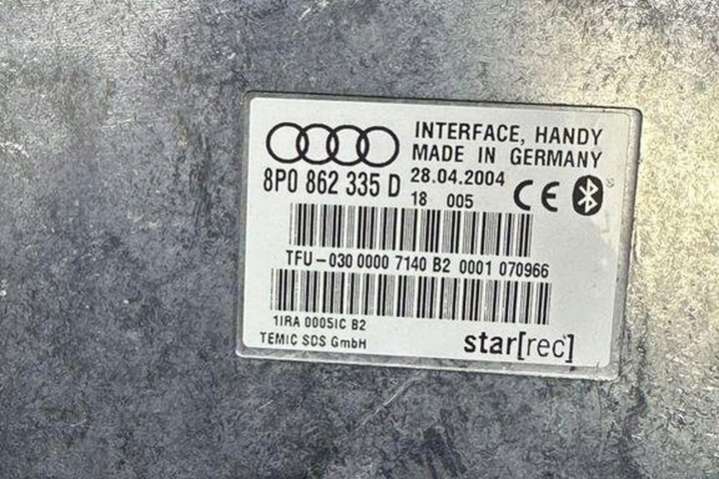 INTERFACE, HANDY
MADE IN GERMANY
8P0 862 335 D
28.04.2004
18 005
CE
TFU-030 0000 7140 B2 0001 070966
1IRA 0005IC B2
TEMIC SDS GmbH
star[rec]